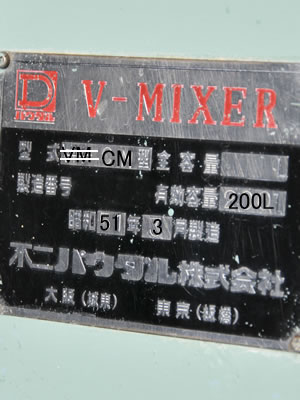 V-MIXER
型式 VM CM 型全容量
製造番号 有効容量 200L
昭和 51 年 3 月製造
不二パウダル株式会社
大阪(城東) 東京(板橋)